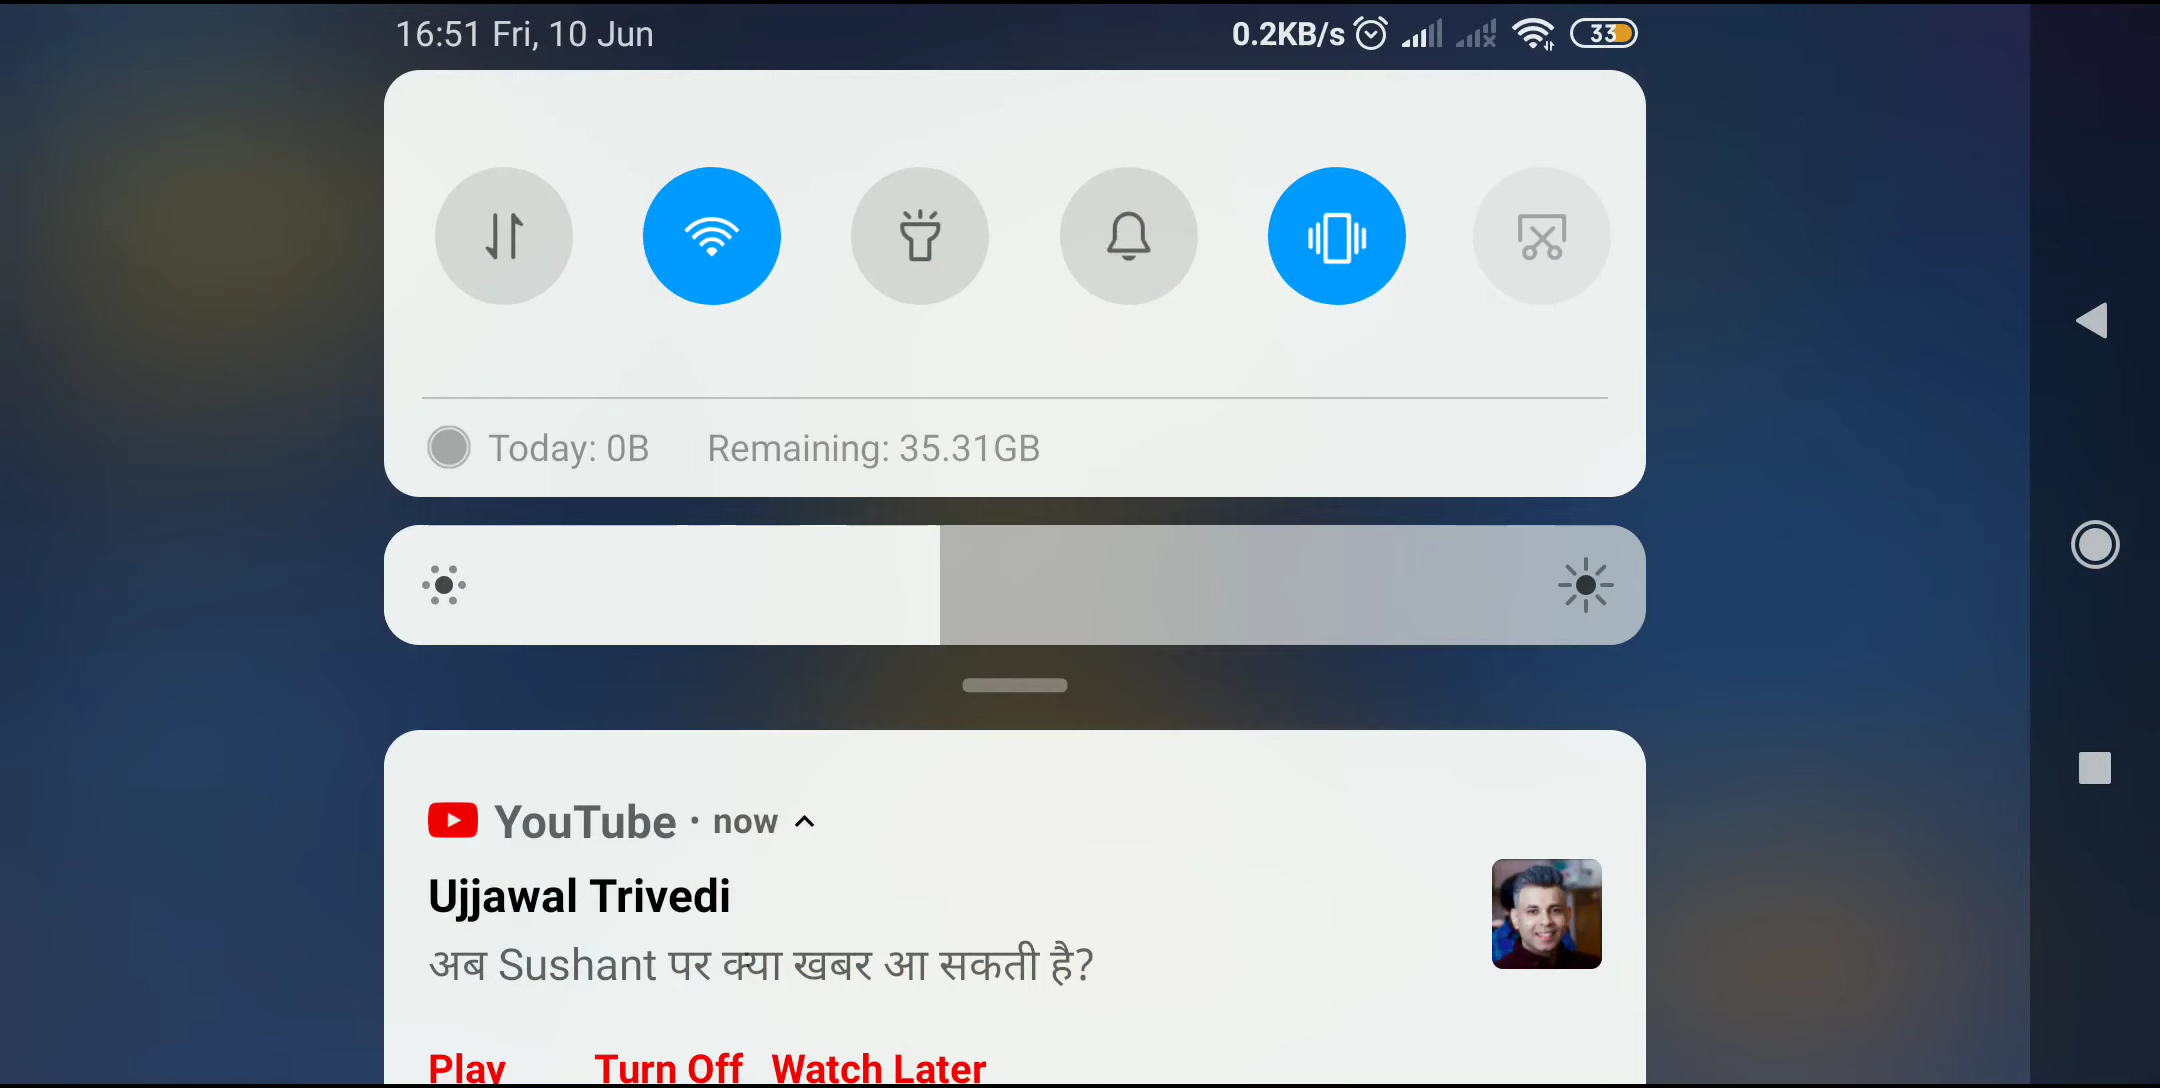 16:51 Fri, 10 Jun 0.2KB/s 33
Today: 0B Remaining: 35.31GB
YouTube · now
Ujjawal Trivedi
अब Sushant पर क्या खबर आ सकती है?
Play Turn Off Watch Later